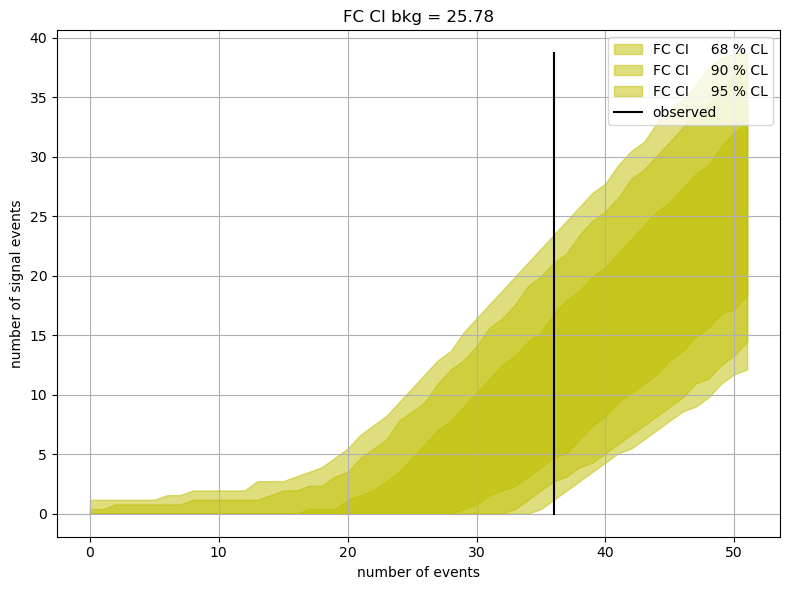 FC CI bkg = 25.78
FC CI 68 % CL
FC CI 90 % CL
FC CI 95 % CL
observed
number of signal events
40
35
30
25
20
15
10
5
0
0 10 20 30 40 50
number of events